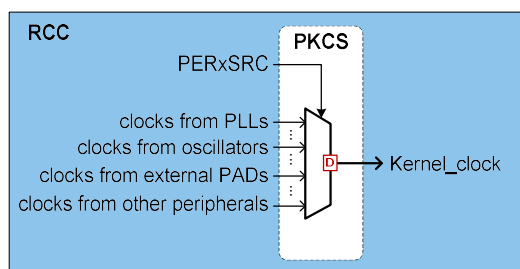 RCC
PKCS
PERxSRC
clocks from PLLs
clocks from oscillators
clocks from external PADs
clocks from other peripherals
D
Kernel_clock